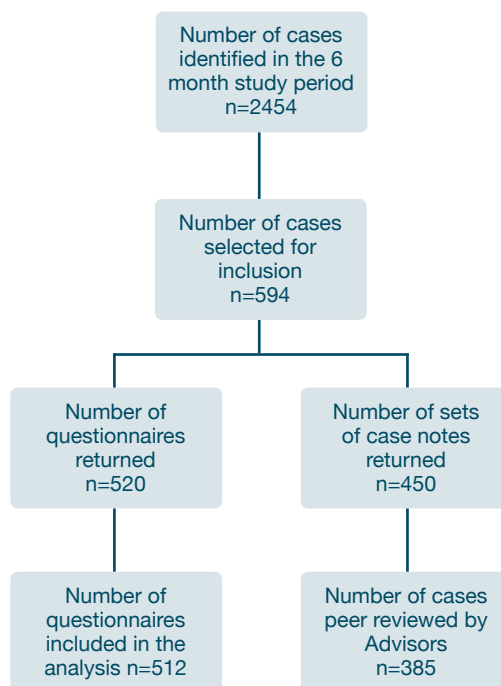 Number of cases
identified in the 6
month study period
n=2454
Number of cases
selected for
inclusion
n=594
Number of
questionnaires
returned
n=520
Number of sets
of case notes
returned
n=450
Number of
questionnaires
included in the
analysis n=512
Number of cases
peer reviewed by
Advisors
n=385